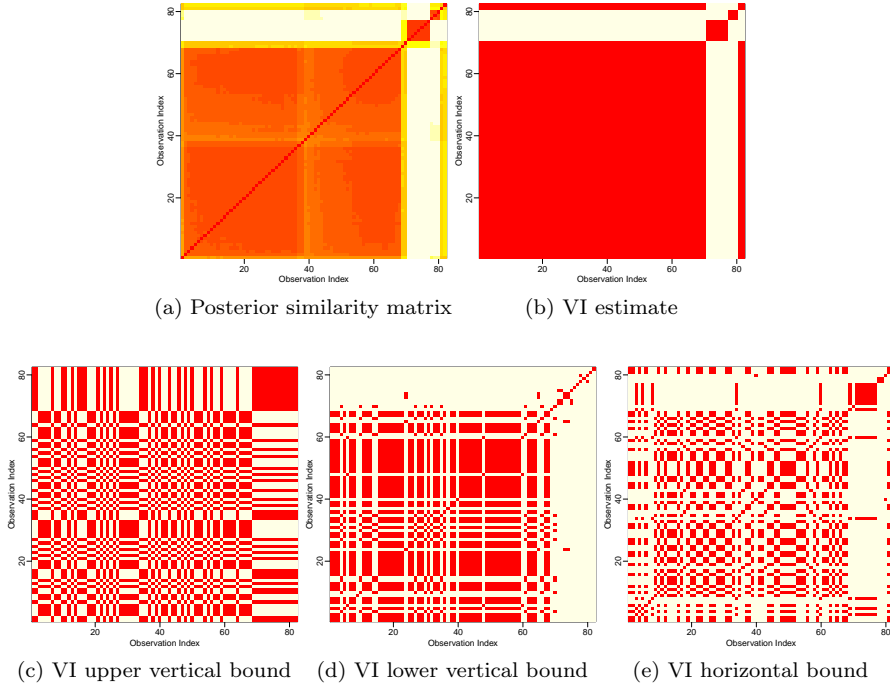 80
60
40
20
Observation Index
20 40 60 80
Observation Index
(a) Posterior similarity matrix
80
60
40
20
Observation Index
20 40 60 80
Observation Index
(b) VI estimate
80
60
40
20
Observation Index
20 40 60 80
Observation Index
(c) VI upper vertical bound
80
60
40
20
Observation Index
20 40 60 80
Observation Index
(d) VI lower vertical bound
80
60
40
20
Observation Index
20 40 60 80
Observation Index
(e) VI horizontal bound